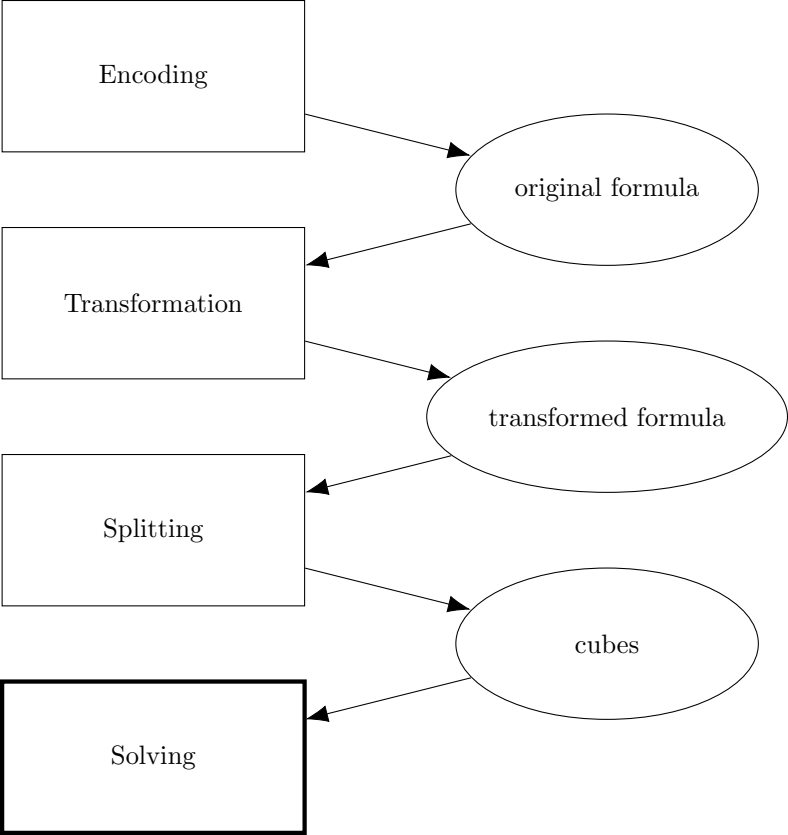 Encoding
original formula
Transformation
transformed formula
Splitting
cubes
Solving